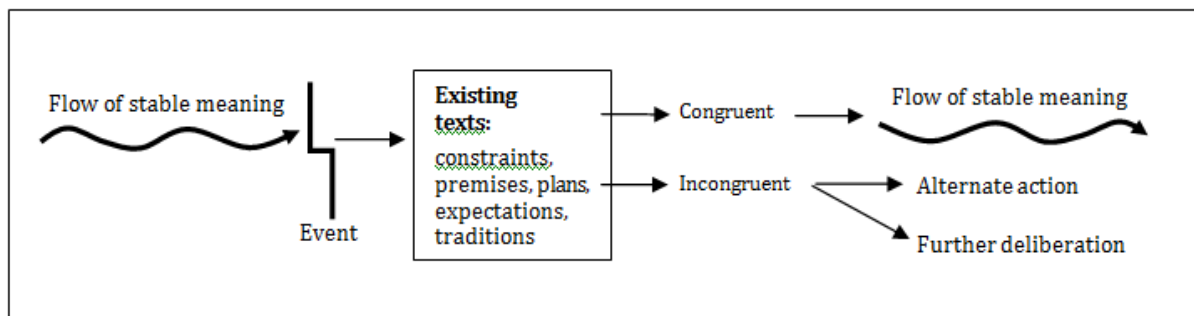 Flow of stable meaning
Event
Existing
texts:
constraints,
premises, plans,
expectations,
traditions
Congruent
Incongruent
Flow of stable meaning
Alternate action
Further deliberation